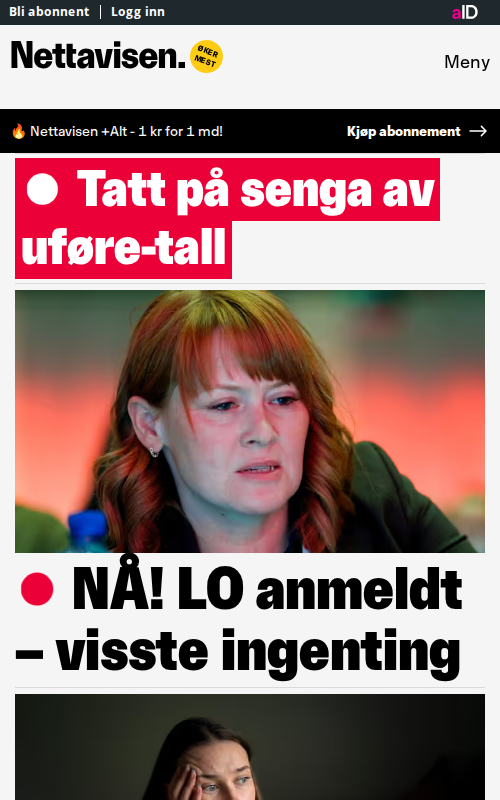 Bli abonnent | Logg inn
aID
Nettavisen.
ØKER
MEST
Meny
🔥 Nettavisen +Alt - 1 kr for 1 md!
Kjøp abonnement →
Tatt på senga av
uføre-tall
NÅ! LO anmeldt
– visste ingenting